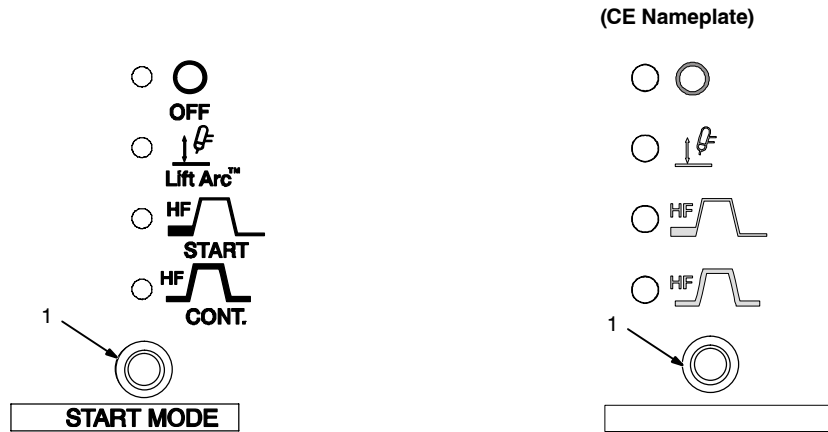 (CE Nameplate)
OFF
Lift Arc™
HF
START
HF
CONT.
1
START MODE
HF
HF
1